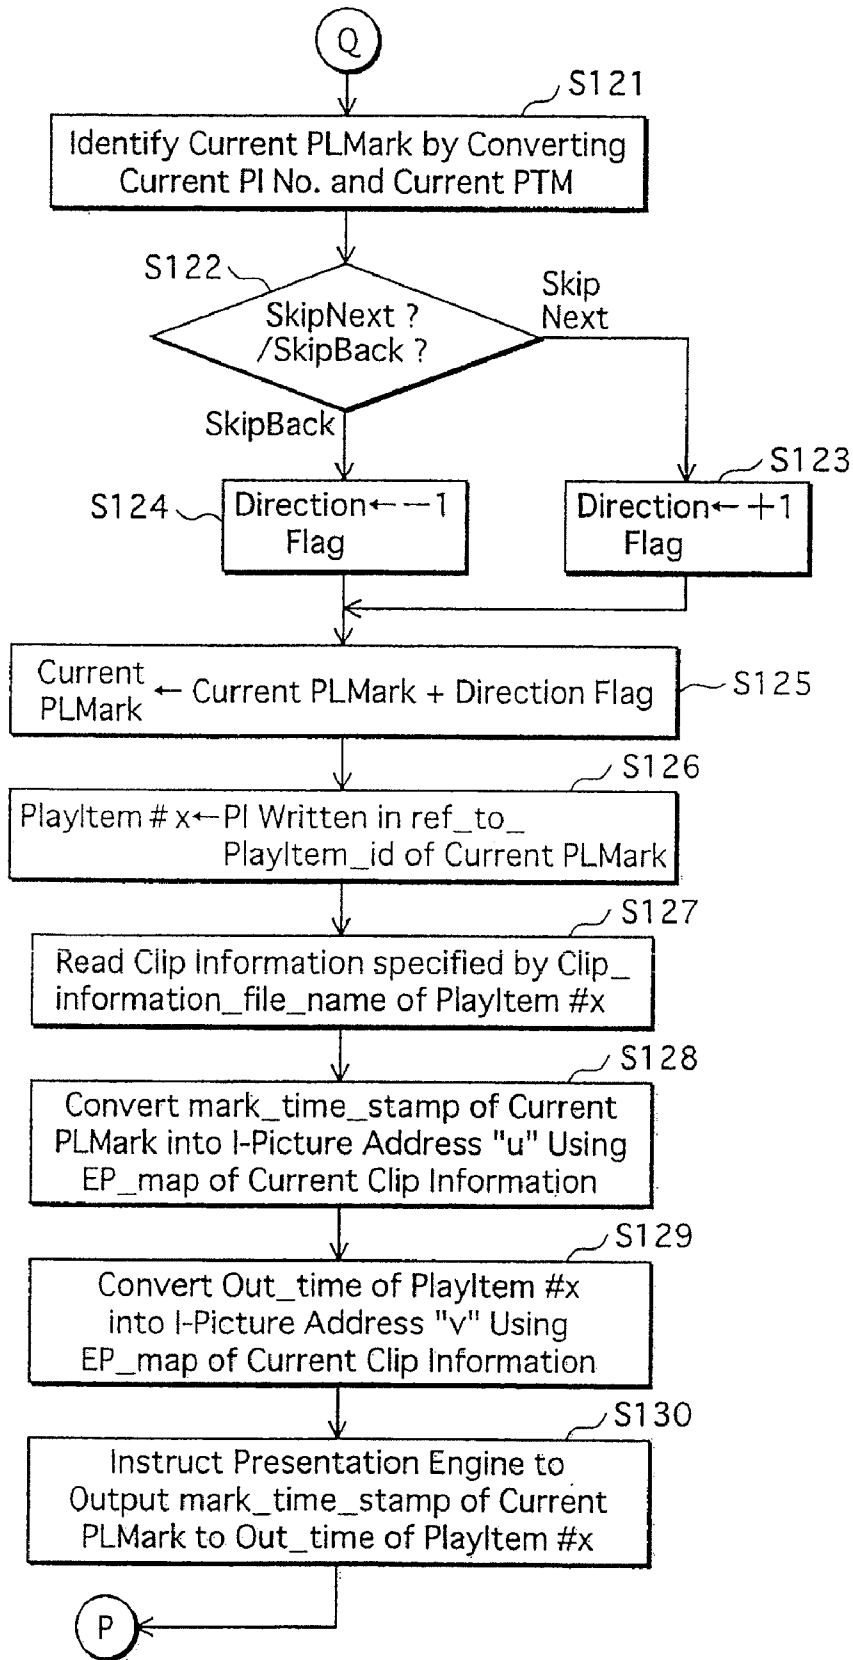 Q
S121
Identify Current PLMark by Converting
Current PI No. and Current PTM
S122
SkipNext ?
/SkipBack ?
Skip
Next
SkipBack
S123
S124
Direction←−1
Flag
Direction←+1
Flag
Current
PLMark ← Current PLMark + Direction Flag
S125
S126
PlayItem # x←PI Written in ref_to_
PlayItem_id of Current PLMark
S127
Read Clip Information specified by Clip_
information_file_name of PlayItem #x
S128
Convert mark_time_stamp of Current
PLMark into I-Picture Address "u" Using
EP_map of Current Clip Information
S129
Convert Out_time of PlayItem #x
into I-Picture Address "v" Using
EP_map of Current Clip Information
S130
Instruct Presentation Engine to
Output mark_time_stamp of Current
PLMark to Out_time of PlayItem #x
P